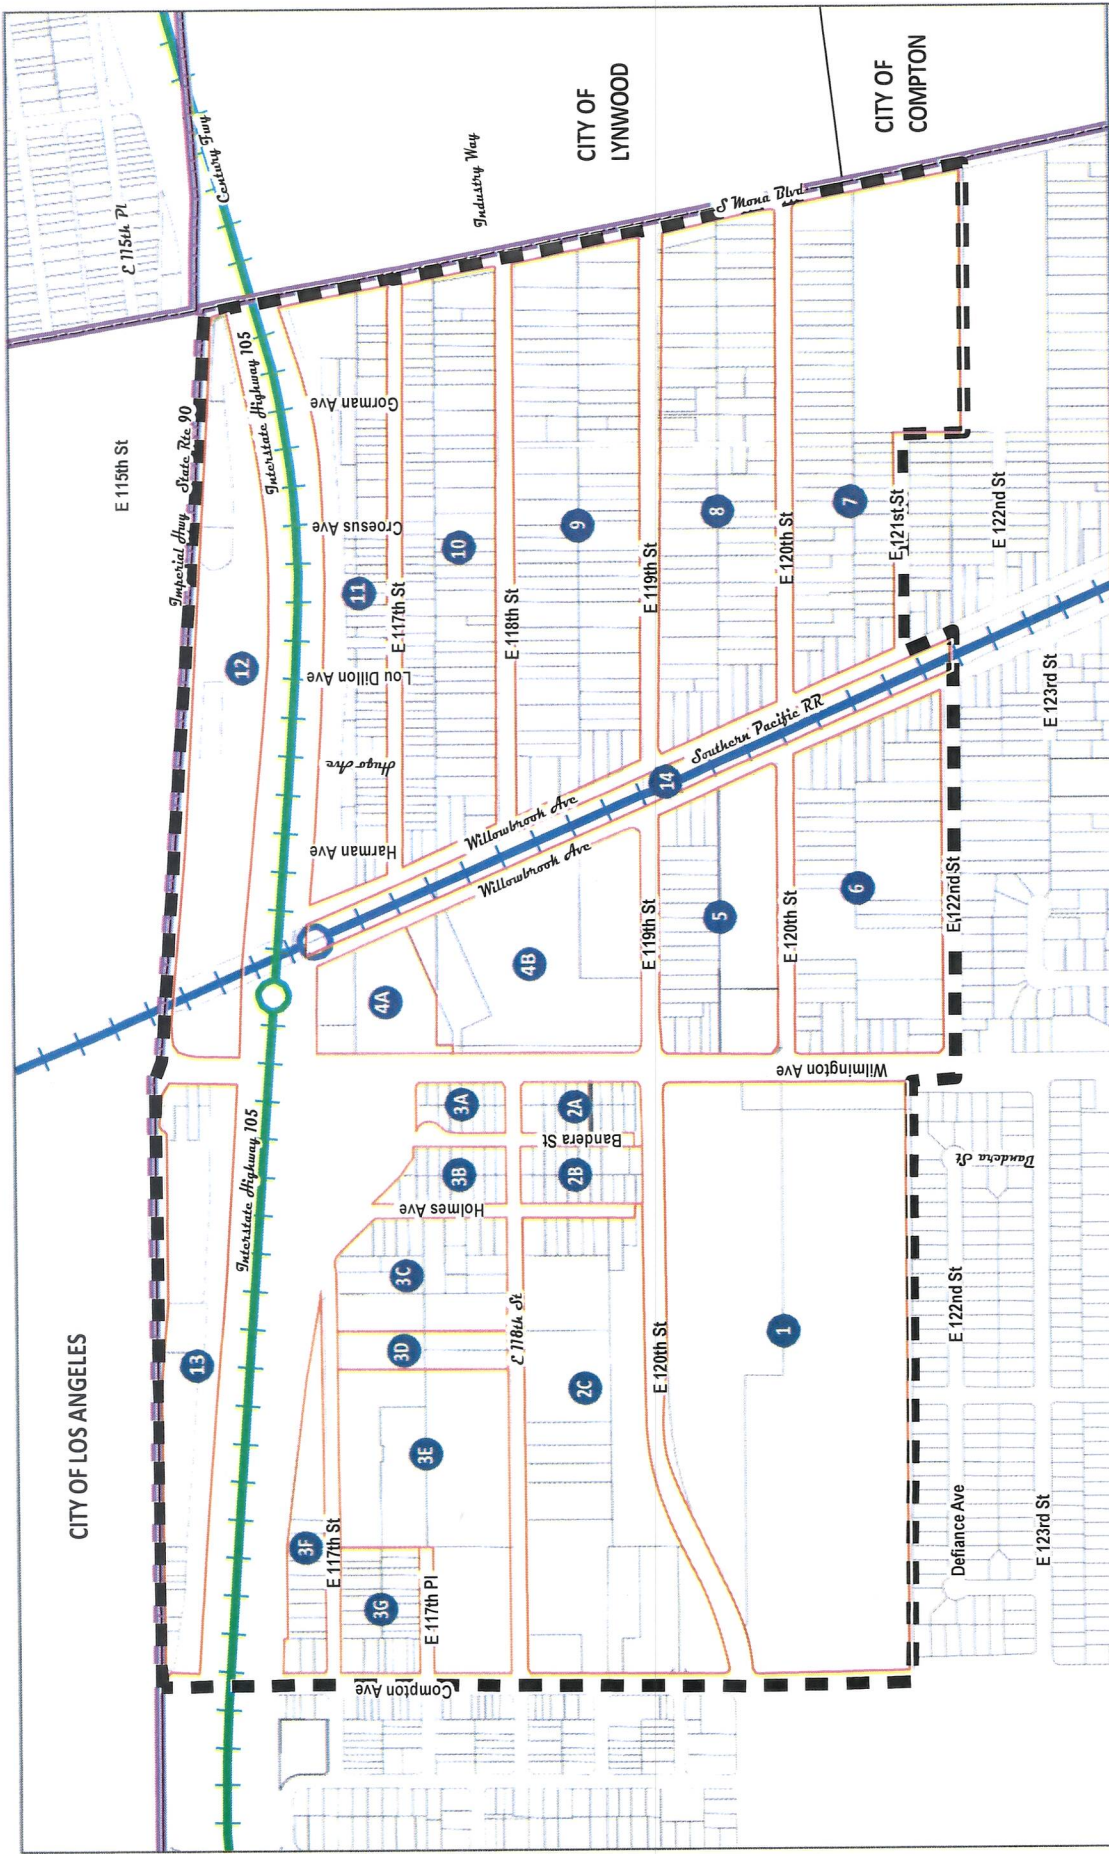 CITY OF LOS ANGELES
CITY OF
LYNWOOD
CITY OF
COMPTON
E 115th St
E 115th Pl
Century Fwy
Industry Way
S Mona Blvd
Imperial Hwy State Rte 90
Interstate Highway 105
Interstate Highway 105
13
12
11
10
9
8
7
6
5
4A
4B
14
3A
3B
3C
3D
3E
3F
3G
2A
2B
2C
1
Gorman Ave
Croesus Ave
Lou Dillon Ave
Hugo Ave
Harman Ave
E 117th St
E 118th St
E 119th St
E 120th St
E 121st St
E 122nd St
E 123rd St
Willowbrook Ave
Willowbrook Ave
Southern Pacific RR
E 119th St
E 120th St
E 122nd St
Wilmington Ave
Bandera St
Holmes Ave
E 118th St
E 120th St
E 117th St
E 117th Pl
Compton Ave
Bandera St
E 122nd St
Defiance Ave
E 123rd St